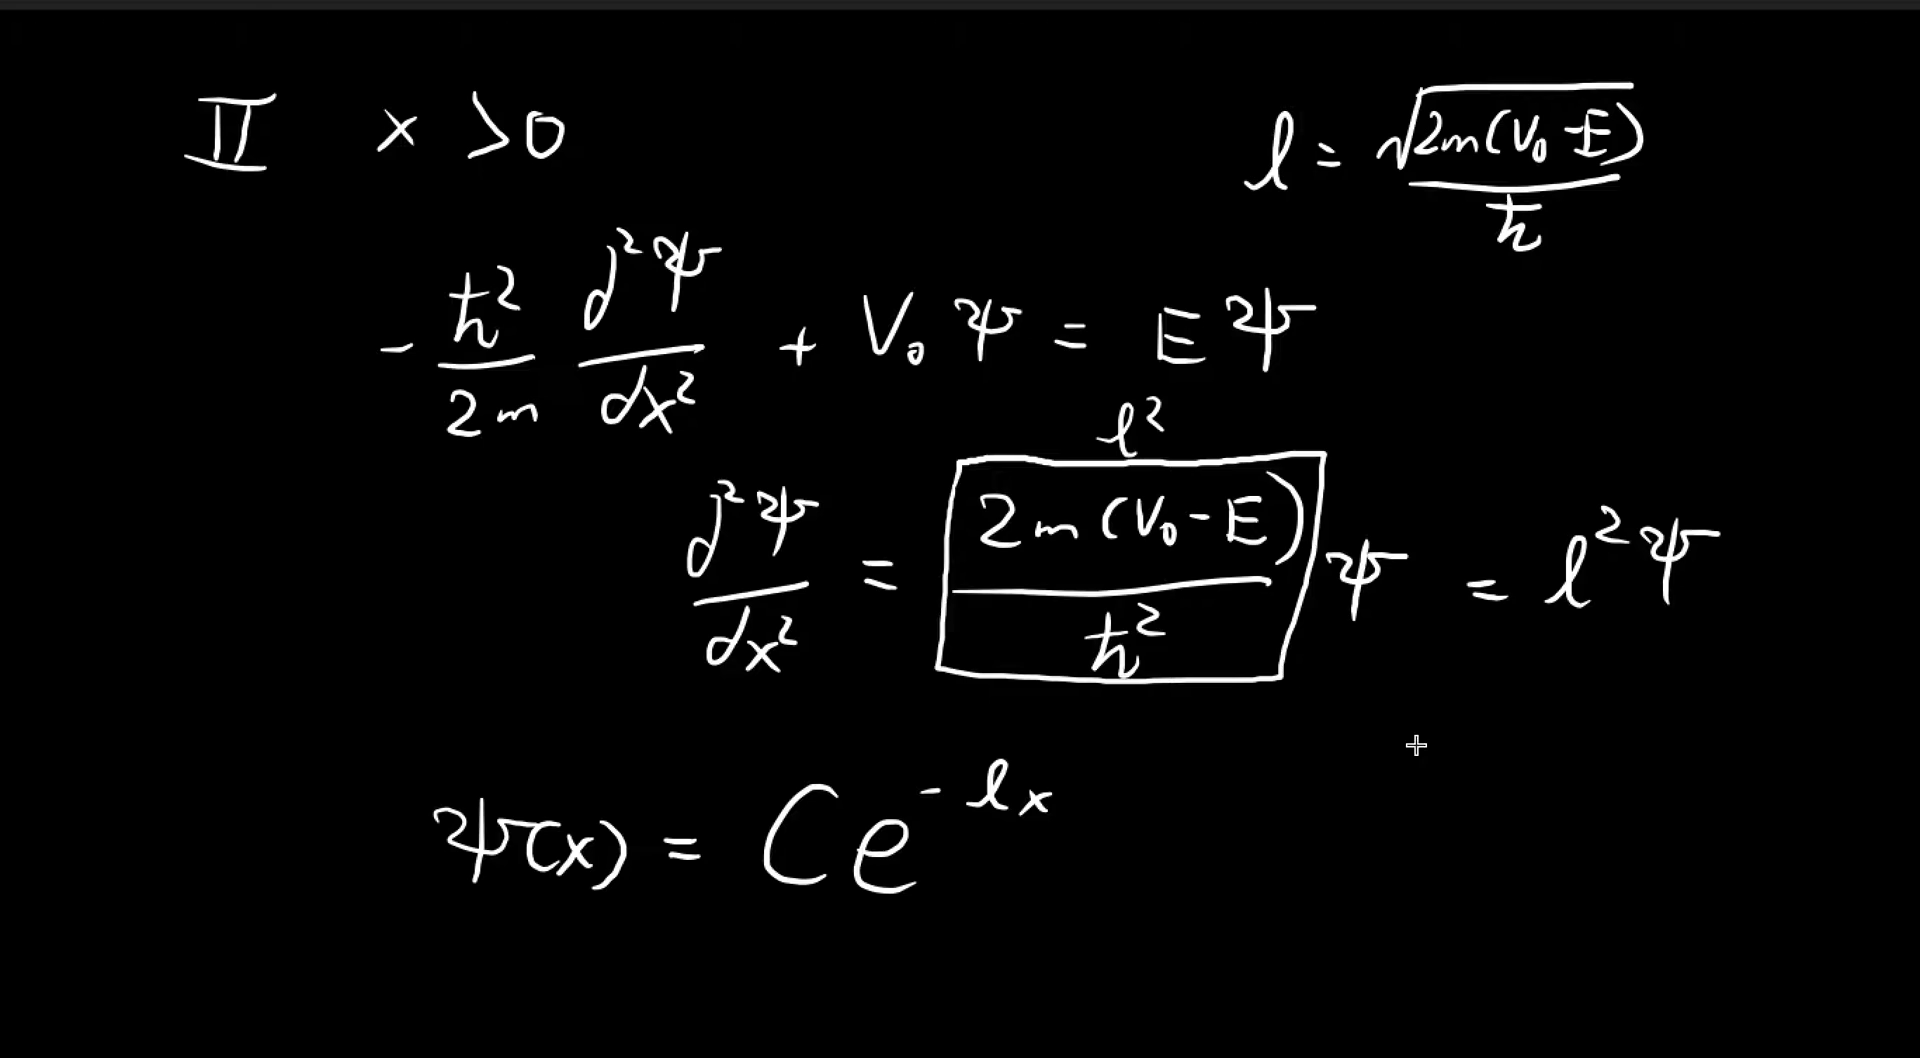 II x > 0
l = √(2m(V₀ - E)) / ħ
- ħ²/2m d²ψ/dx² + V₀ψ = Eψ
l²
d²ψ/dx² = 2m(V₀ - E)/ħ² ψ = l²ψ
ψ(x) = Ce^(-lx)